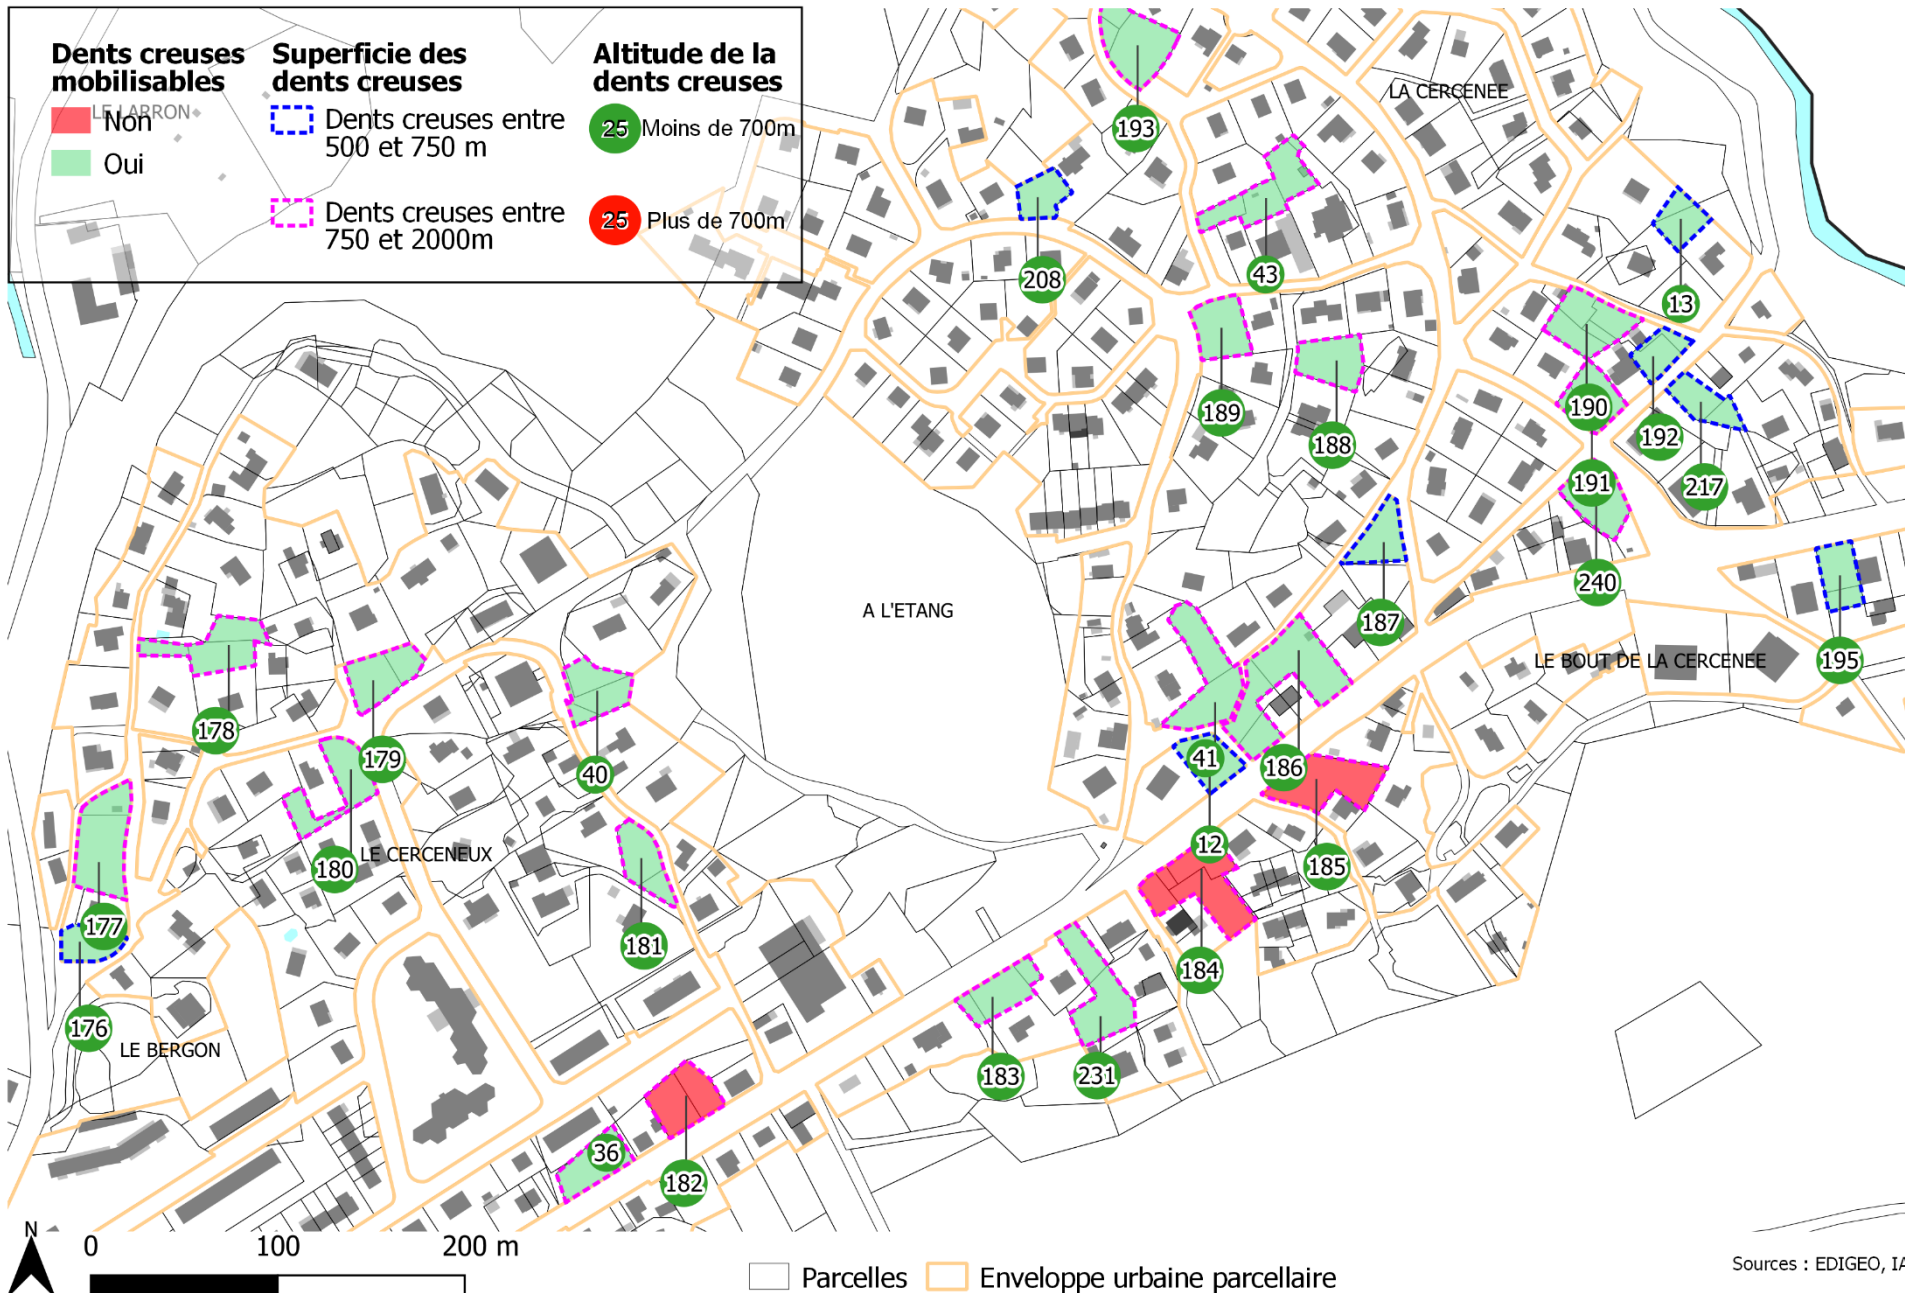 Dents creuses
mobilisables
LE LARRON
Non
Oui
Superficie des
dents creuses
Dents creuses entre
500 et 750 m
Dents creuses entre
750 et 2000m
Altitude de la
dents creuses
25 Moins de 700m
25 Plus de 700m
193
LA CERCENEE
208
43
13
189
188
190
192
191
217
240
187
A L'ETANG
LE BOUT DE LA CERCENEE
195
178
179
40
41
186
12
185
180
LE CERCENEUX
177
181
184
176
LE BERGON
183
231
36
182
N
0 100 200 m
Parcelles
Enveloppe urbaine parcellaire
Sources : EDIGEO, IA